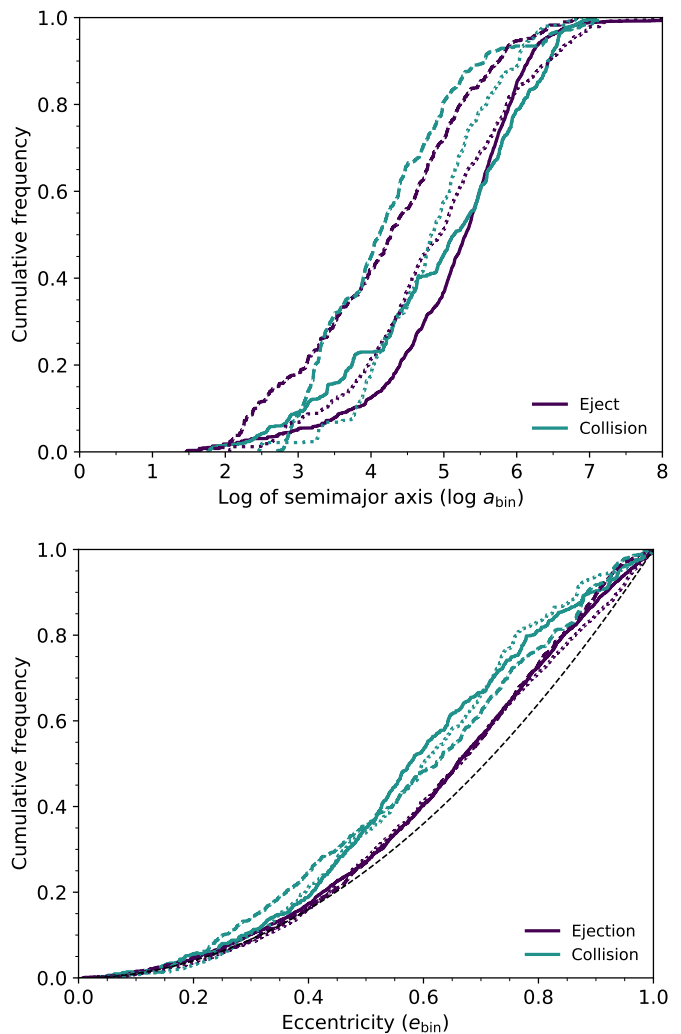 1.0
0.8
0.6
0.4
0.2
0.0
Cumulative frequency
Eject
Collision
0 1 2 3 4 5 6 7 8
Log of semimajor axis (log a_bin)
1.0
0.8
0.6
0.4
0.2
0.0
Cumulative frequency
Ejection
Collision
0.0 0.2 0.4 0.6 0.8 1.0
Eccentricity (e_bin)